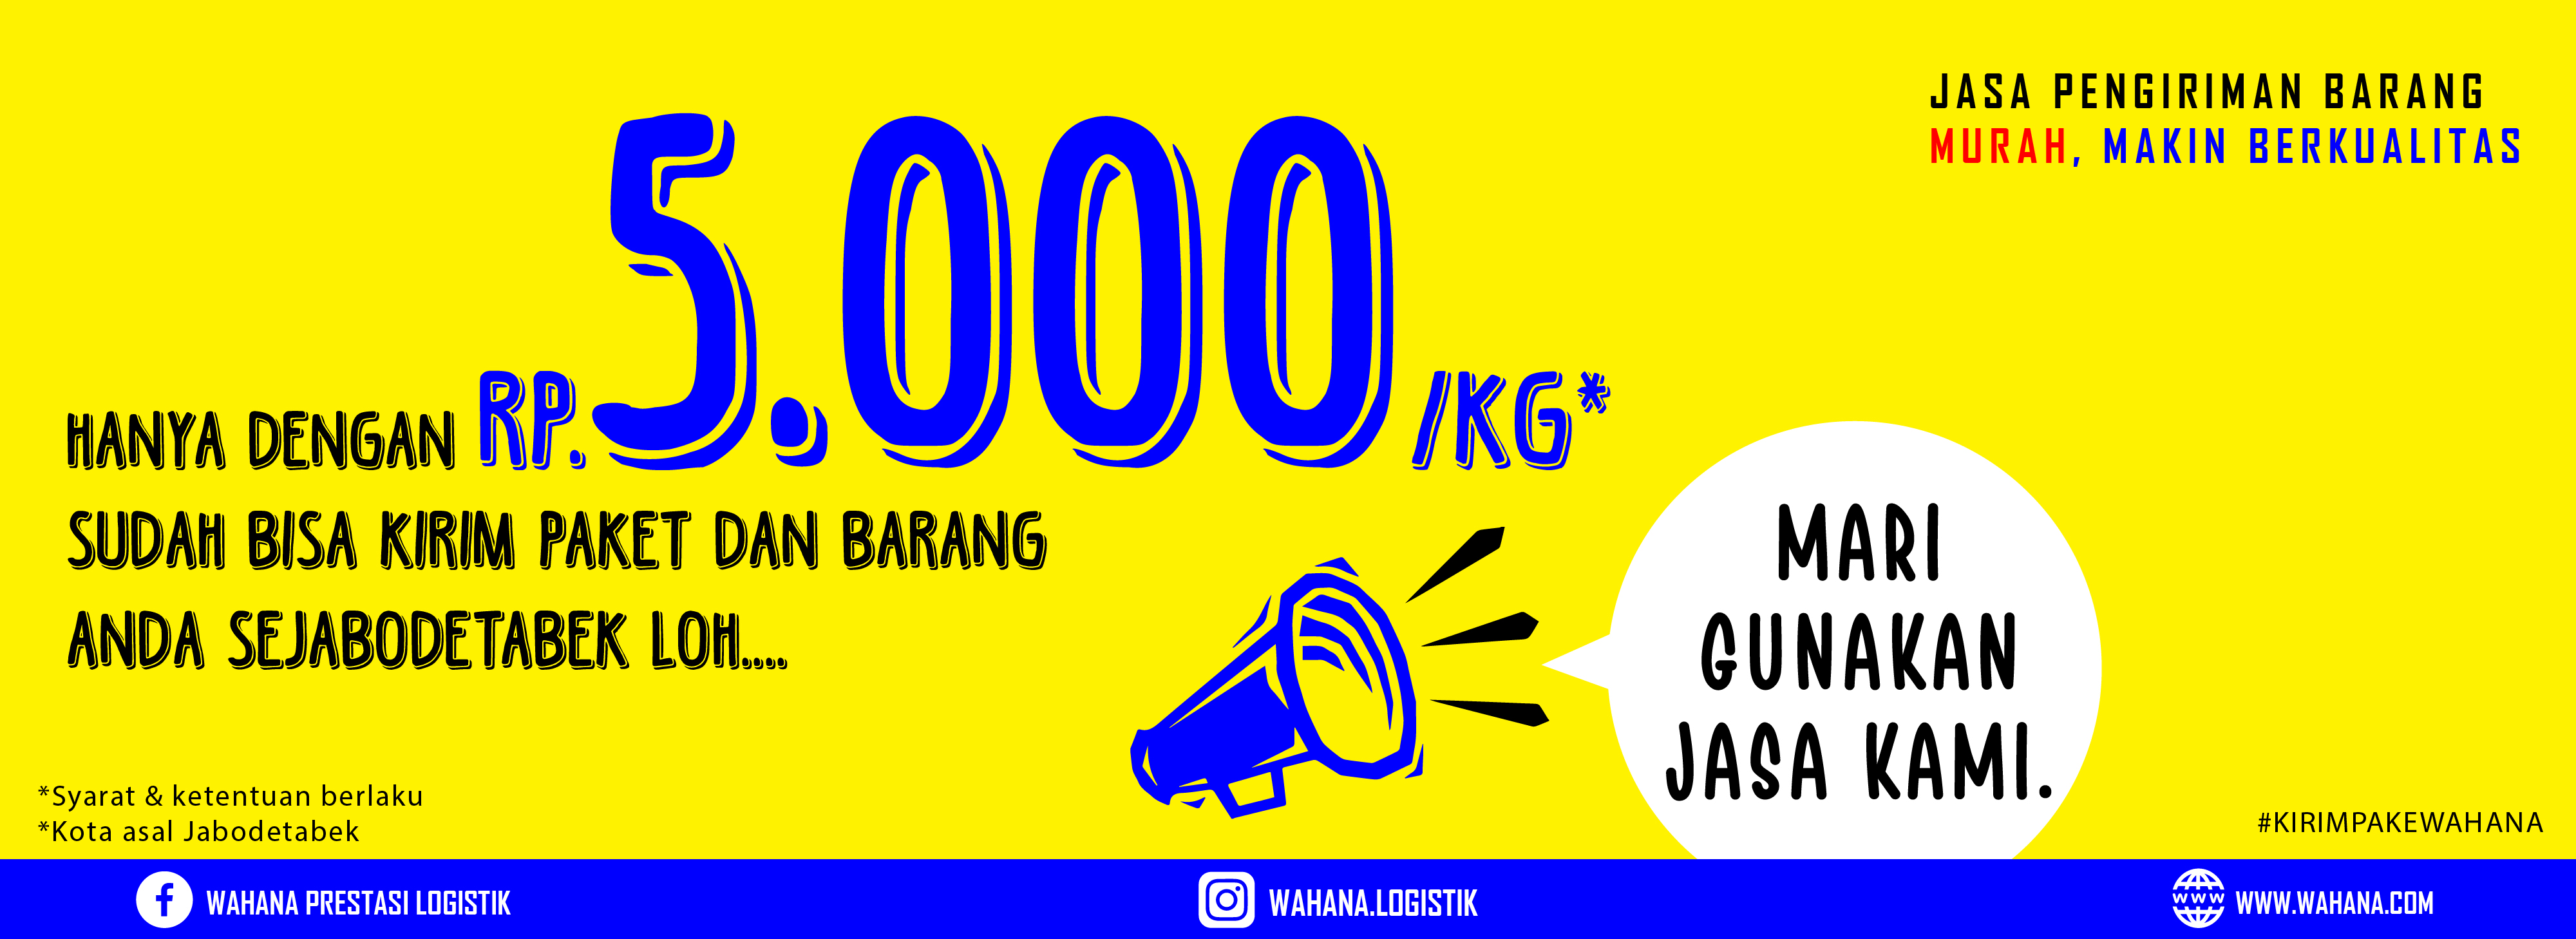 JASA PENGIRIMAN BARANG
MURAH, MAKIN BERKUALITAS
HANYA DENGAN RP. 5.000 /KG*
SUDAH BISA KIRIM PAKET DAN BARANG
ANDA SEJABODETABEK LOH....
MARI
GUNAKAN
JASA KAMI.
*Syarat & ketentuan berlaku
*Kota asal Jabodetabek
#KIRIMPAKEWAHANA
WAHANA PRESTASI LOGISTIK
WAHANA.LOGISTIK
WWW
WWW.WAHANA.COM